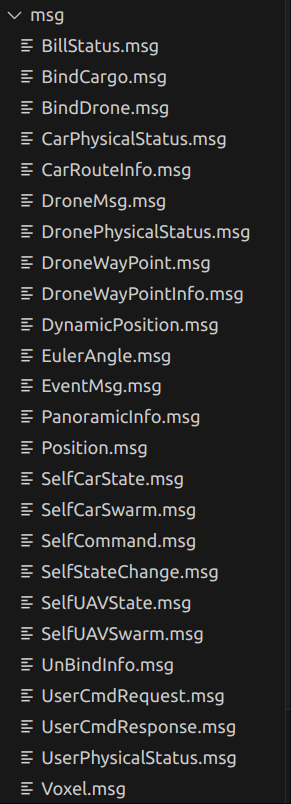 msg
BillStatus.msg
BindCargo.msg
BindDrone.msg
CarPhysicalStatus.msg
CarRouteInfo.msg
DroneMsg.msg
DronePhysicalStatus.msg
DroneWayPoint.msg
DroneWayPointInfo.msg
DynamicPosition.msg
EulerAngle.msg
EventMsg.msg
PanoramicInfo.msg
Position.msg
SelfCarState.msg
SelfCarSwarm.msg
SelfCommand.msg
SelfStateChange.msg
SelfUAVState.msg
SelfUAVSwarm.msg
UnBindInfo.msg
UserCmdRequest.msg
UserCmdResponse.msg
UserPhysicalStatus.msg
Voxel.msg